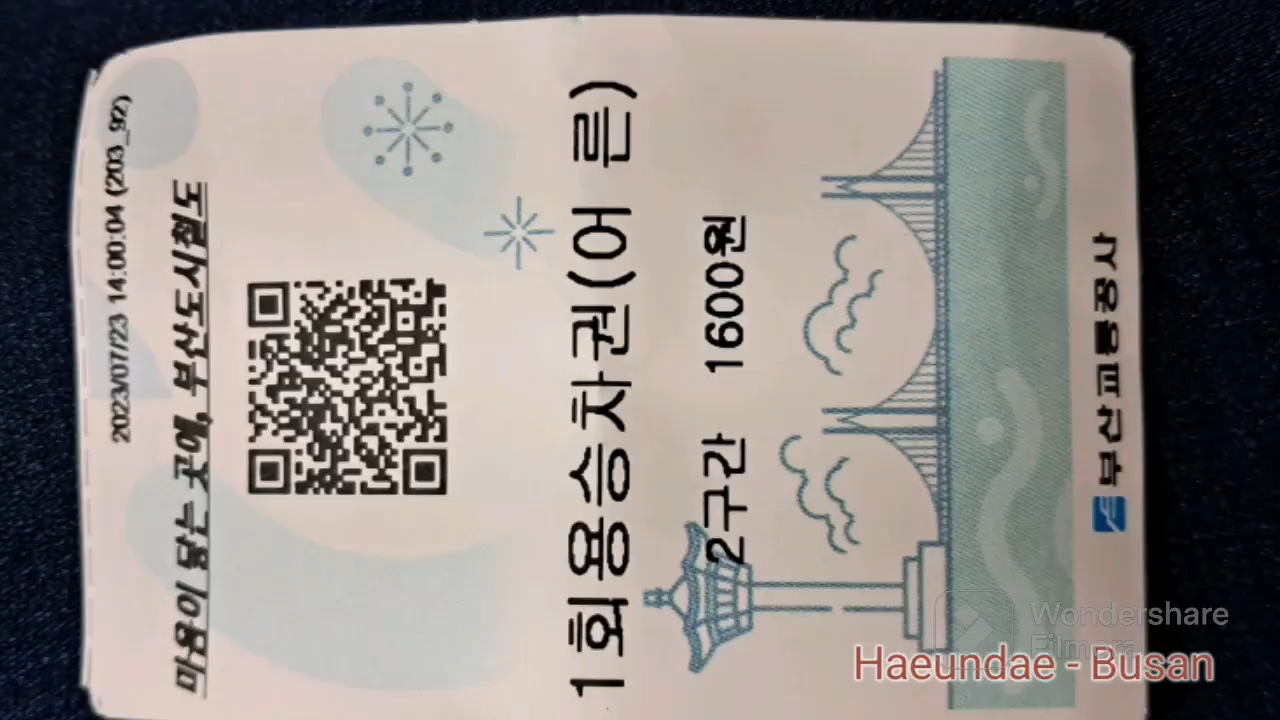 2023/07/23 14:00:04 (203_92)
마음이 닿는 곳에, 부산도시철도
1회용승차권(어 른)
2구간 1600원
부산교통공사
Wondershare
Filmora
Haeundae - Busan